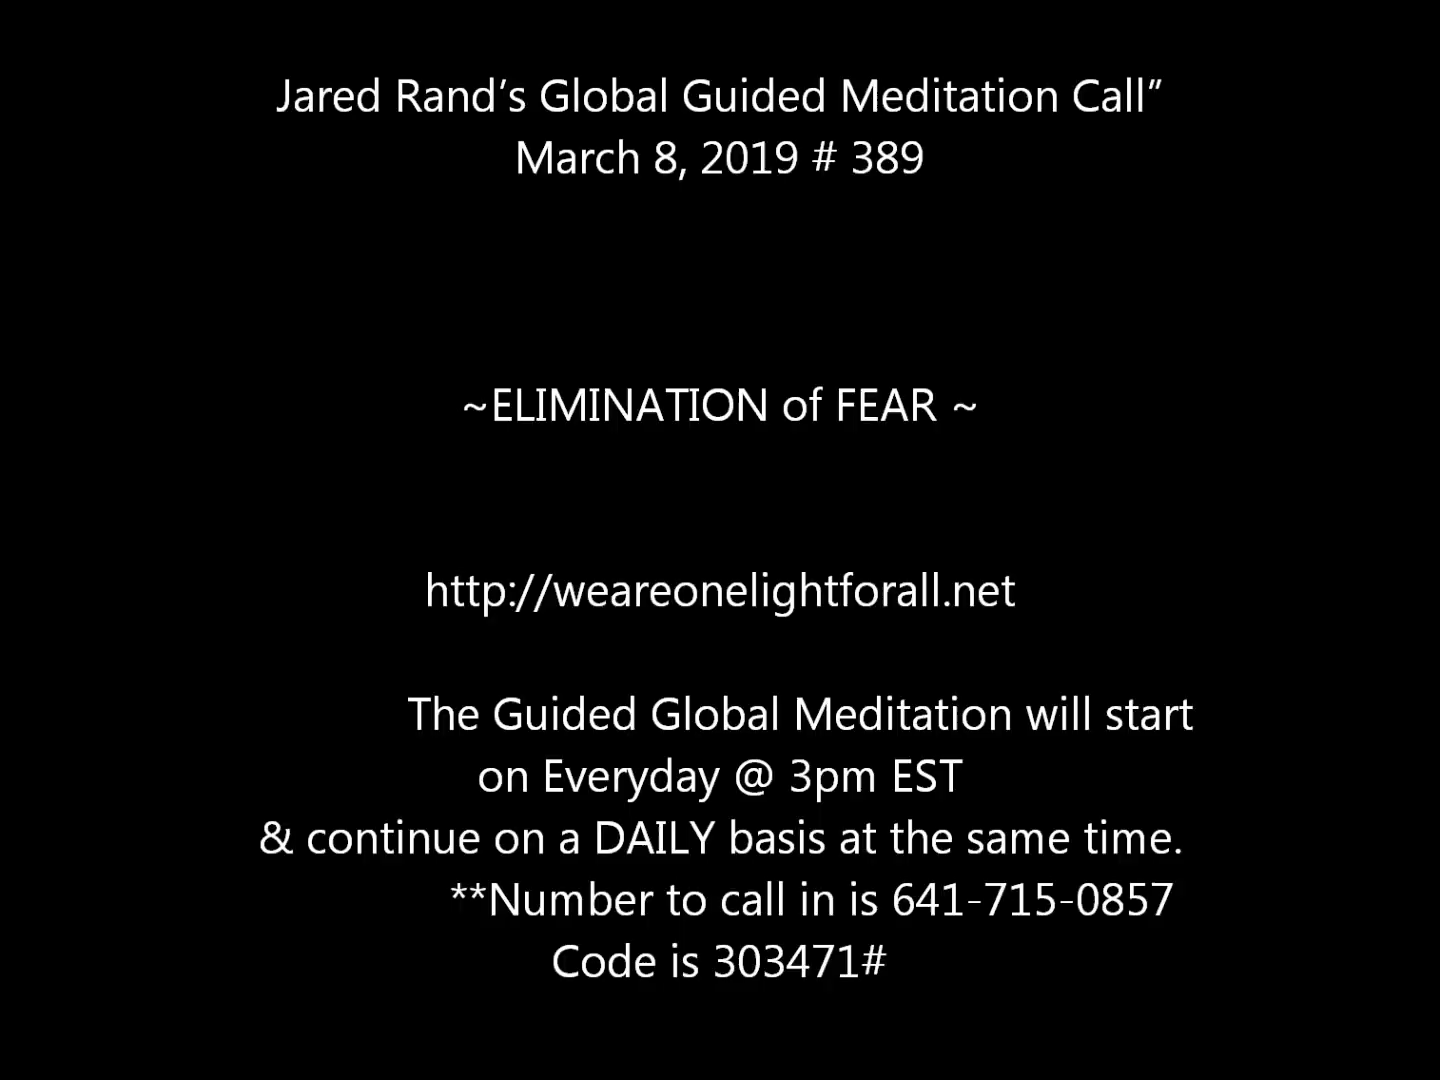 Jared Rand’s Global Guided Meditation Call”
March 8, 2019 # 389
~ELIMINATION of FEAR ~
http://weareonelightforall.net
The Guided Global Meditation will start
on Everyday @ 3pm EST
& continue on a DAILY basis at the same time.
**Number to call in is 641-715-0857
Code is 303471#